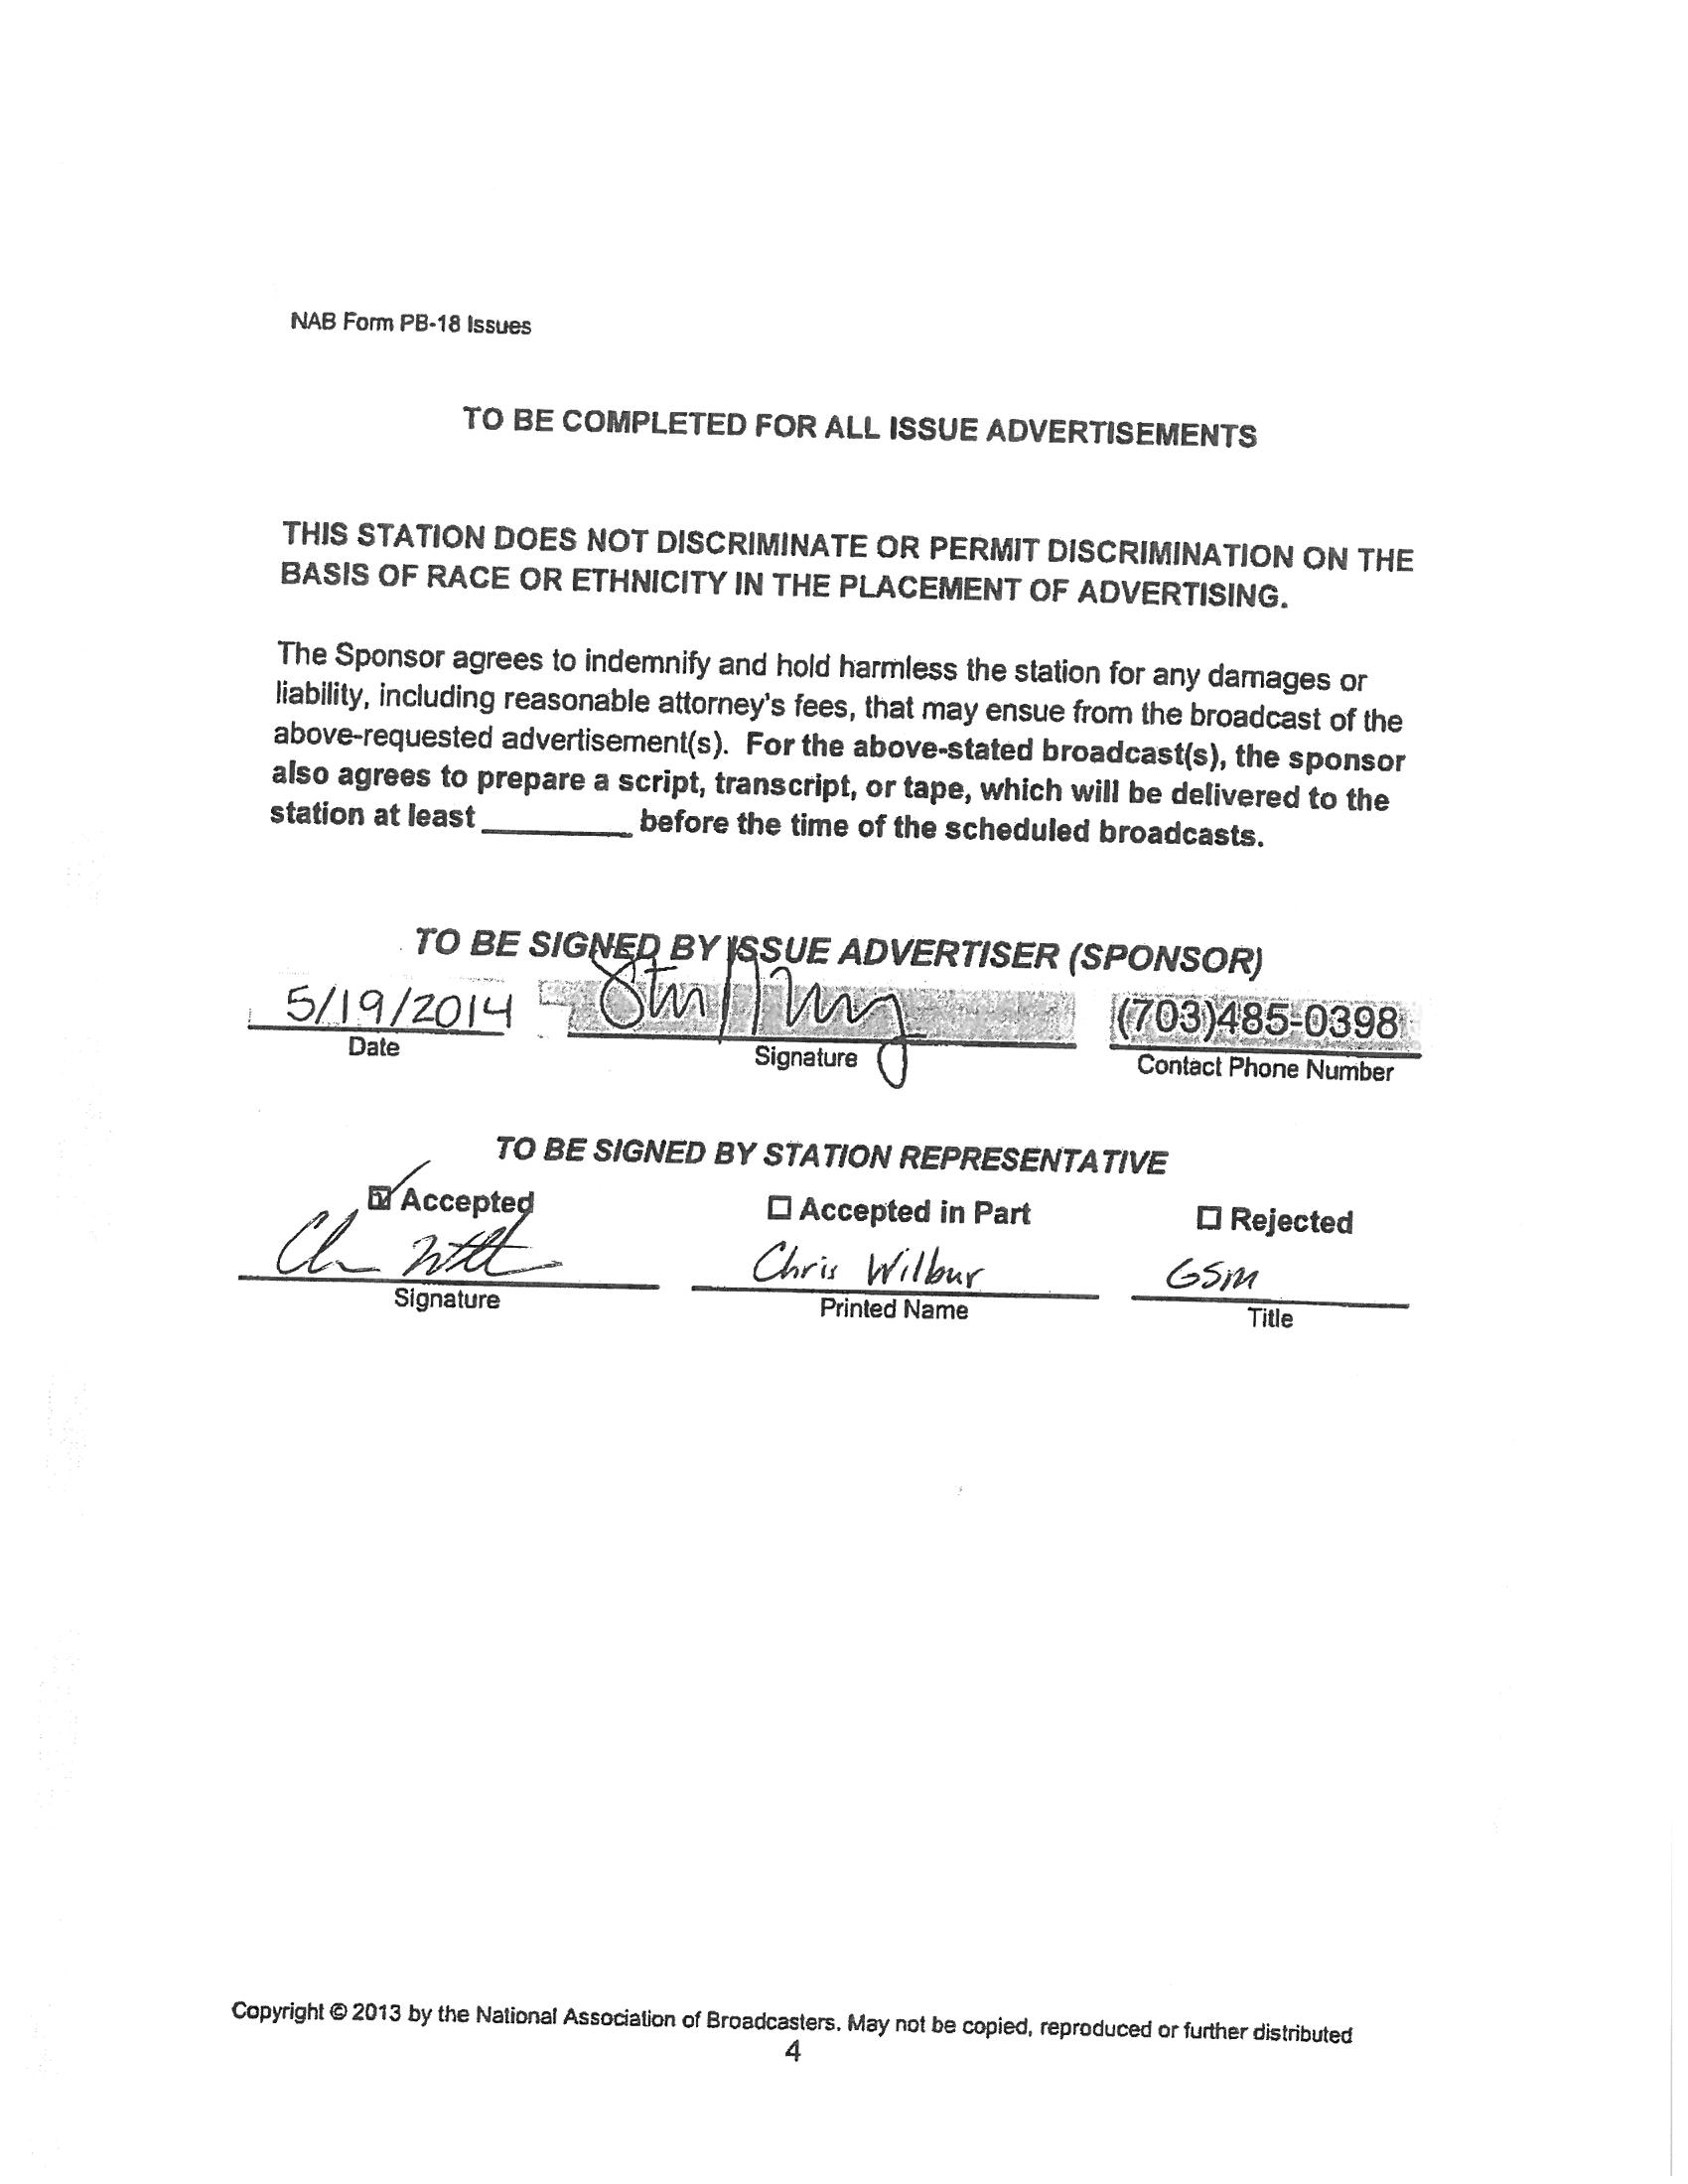 NAB Form PB-18 Issues
TO BE COMPLETED FOR ALL ISSUE ADVERTISEMENTS
THIS STATION DOES NOT DISCRIMINATE OR PERMIT DISCRIMINATION ON THE
BASIS OF RACE OR ETHNICITY IN THE PLACEMENT OF ADVERTISING.
The Sponsor agrees to indemnify and hold harmless the station for any damages or
liability, including reasonable attorney's fees, that may ensue from the broadcast of the
above-requested advertisement(s). For the above-stated broadcast(s), the sponsor
also agrees to prepare a script, transcript, or tape, which will be delivered to the
station at least ________ before the time of the scheduled broadcasts.
TO BE SIGNED BY ISSUE ADVERTISER (SPONSOR)
5/19/2014 (703)485-0398
Date Signature Contact Phone Number
TO BE SIGNED BY STATION REPRESENTATIVE
☑ Accepted ☐ Accepted in Part ☐ Rejected
Chris Wilbur GSM
Signature Printed Name Title
Copyright © 2013 by the National Association of Broadcasters. May not be copied, reproduced or further distributed
4